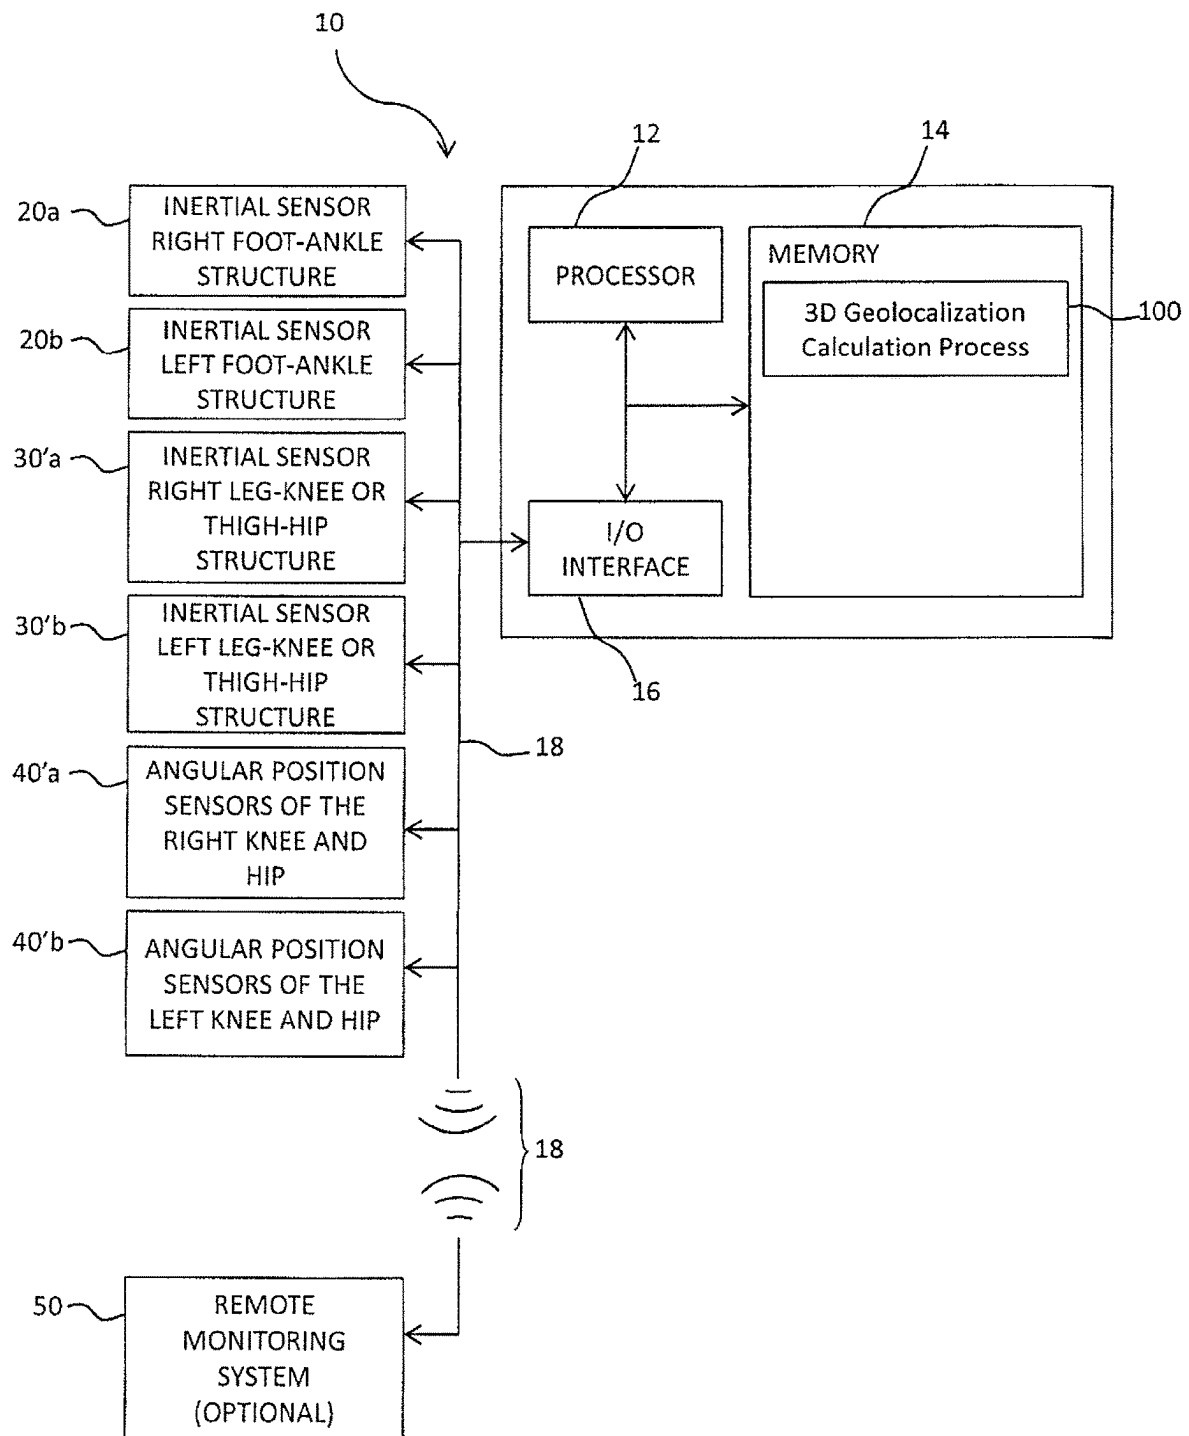 10
12
14
20a
INERTIAL SENSOR
RIGHT FOOT-ANKLE
STRUCTURE
PROCESSOR
MEMORY
3D Geolocalization
Calculation Process
100
20b
INERTIAL SENSOR
LEFT FOOT-ANKLE
STRUCTURE
30'a
INERTIAL SENSOR
RIGHT LEG-KNEE OR
THIGH-HIP
STRUCTURE
I/O
INTERFACE
16
30'b
INERTIAL SENSOR
LEFT LEG-KNEE OR
THIGH-HIP
STRUCTURE
18
40'a
ANGULAR POSITION
SENSORS OF THE
RIGHT KNEE AND
HIP
40'b
ANGULAR POSITION
SENSORS OF THE
LEFT KNEE AND HIP
18
50
REMOTE
MONITORING
SYSTEM
(OPTIONAL)